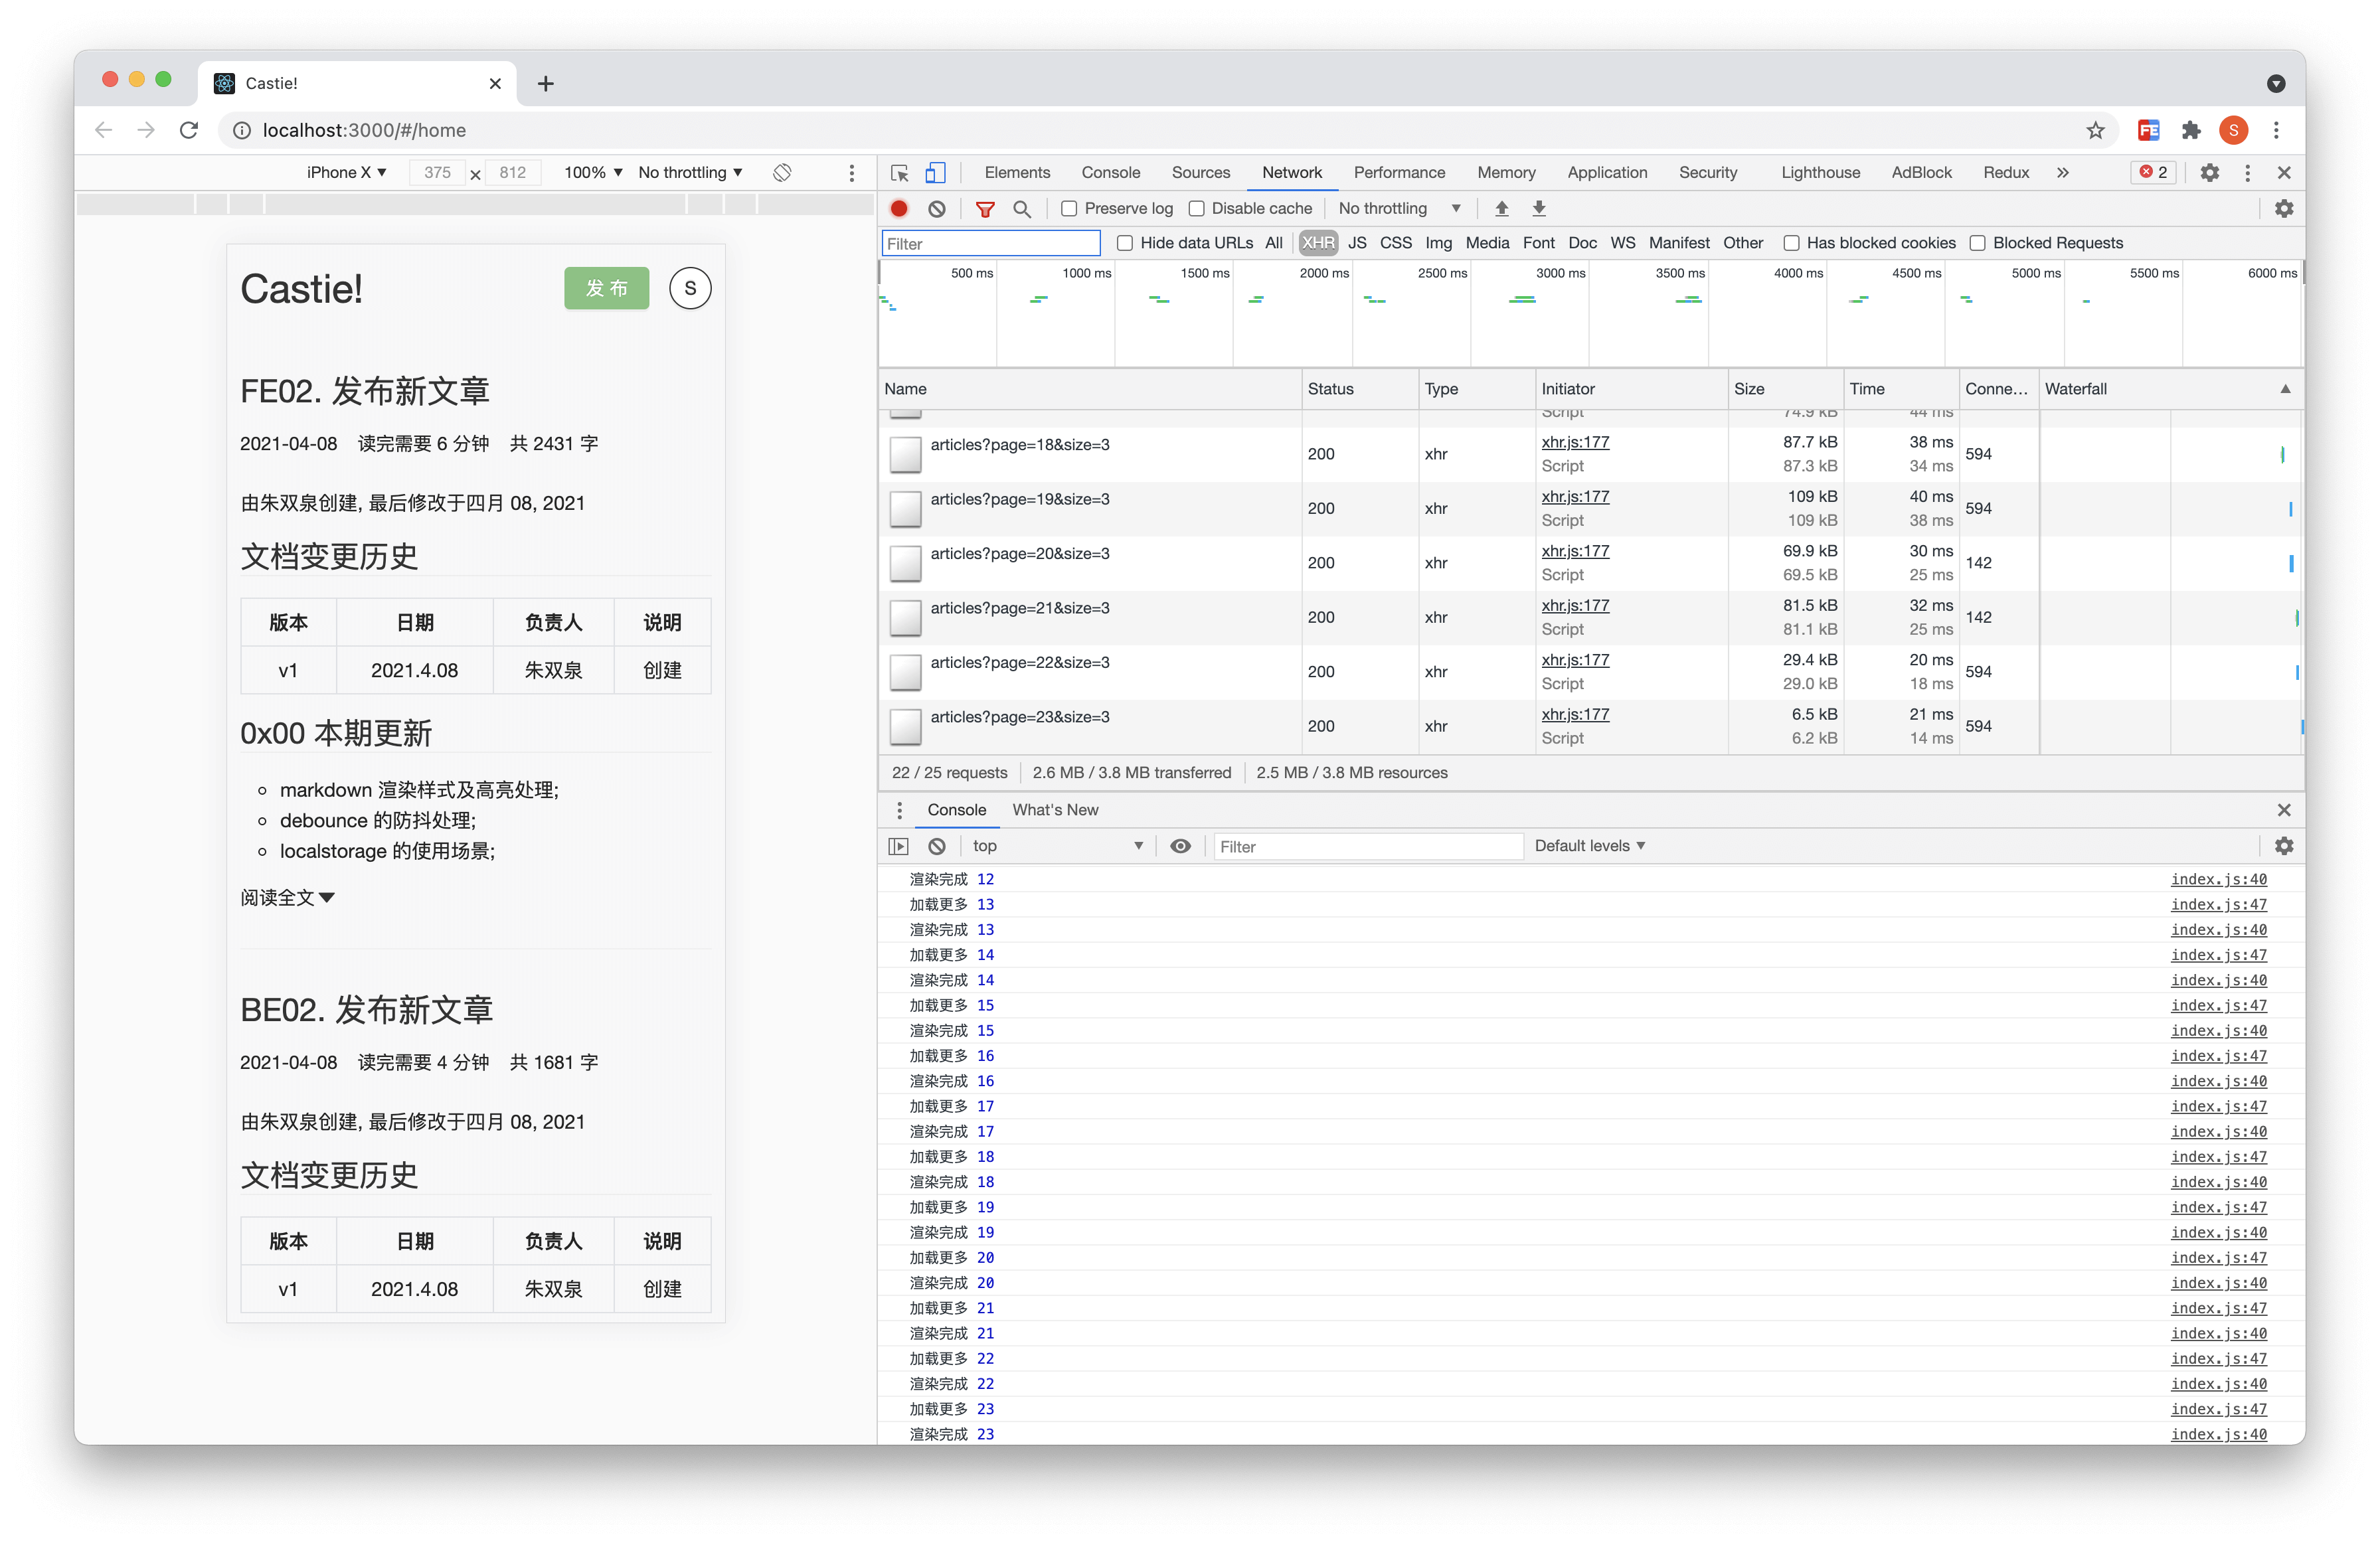 Castie!
localhost:3000/#/home
FE
S
iPhone X ▼ 375 × 812 100% ▼ No throttling ▼
Castie!
发 布
S
FE02. 发布新文章
2021-04-08 读完需要 6 分钟 共 2431 字
由朱双泉创建, 最后修改于四月 08, 2021
文档变更历史
版本 日期 负责人 说明
v1 2021.4.08 朱双泉 创建
0x00 本期更新
markdown 渲染样式及高亮处理;
debounce 的防抖处理;
localstorage 的使用场景;
阅读全文
BE02. 发布新文章
2021-04-08 读完需要 4 分钟 共 1681 字
由朱双泉创建, 最后修改于四月 08, 2021
文档变更历史
版本 日期 负责人 说明
v1 2021.4.08 朱双泉 创建
Elements Console Sources Network Performance Memory Application Security Lighthouse AdBlock Redux » 2
Preserve log Disable cache No throttling ▼
Filter Hide data URLs All XHR JS CSS Img Media Font Doc WS Manifest Other Has blocked cookies Blocked Requests
500 ms 1000 ms 1500 ms 2000 ms 2500 ms 3000 ms 3500 ms 4000 ms 4500 ms 5000 ms 5500 ms 6000 ms
Name Status Type Initiator Size Time Conne… Waterfall ▲
Script 74.9 kB 44 ms
articles?page=18&size=3 200 xhr xhr.js:177 87.7 kB 38 ms 594
Script 87.3 kB 34 ms
articles?page=19&size=3 200 xhr xhr.js:177 109 kB 40 ms 594
Script 109 kB 38 ms
articles?page=20&size=3 200 xhr xhr.js:177 69.9 kB 30 ms 142
Script 69.5 kB 25 ms
articles?page=21&size=3 200 xhr xhr.js:177 81.5 kB 32 ms 142
Script 81.1 kB 25 ms
articles?page=22&size=3 200 xhr xhr.js:177 29.4 kB 20 ms 594
Script 29.0 kB 18 ms
articles?page=23&size=3 200 xhr xhr.js:177 6.5 kB 21 ms 594
Script 6.2 kB 14 ms
22 / 25 requests 2.6 MB / 3.8 MB transferred 2.5 MB / 3.8 MB resources
Console What's New
top ▼ Filter Default levels ▼
渲染完成 12 index.js:40
加载更多 13 index.js:47
渲染完成 13 index.js:40
加载更多 14 index.js:47
渲染完成 14 index.js:40
加载更多 15 index.js:47
渲染完成 15 index.js:40
加载更多 16 index.js:47
渲染完成 16 index.js:40
加载更多 17 index.js:47
渲染完成 17 index.js:40
加载更多 18 index.js:47
渲染完成 18 index.js:40
加载更多 19 index.js:47
渲染完成 19 index.js:40
加载更多 20 index.js:47
渲染完成 20 index.js:40
加载更多 21 index.js:47
渲染完成 21 index.js:40
加载更多 22 index.js:47
渲染完成 22 index.js:40
加载更多 23 index.js:47
渲染完成 23 index.js:40